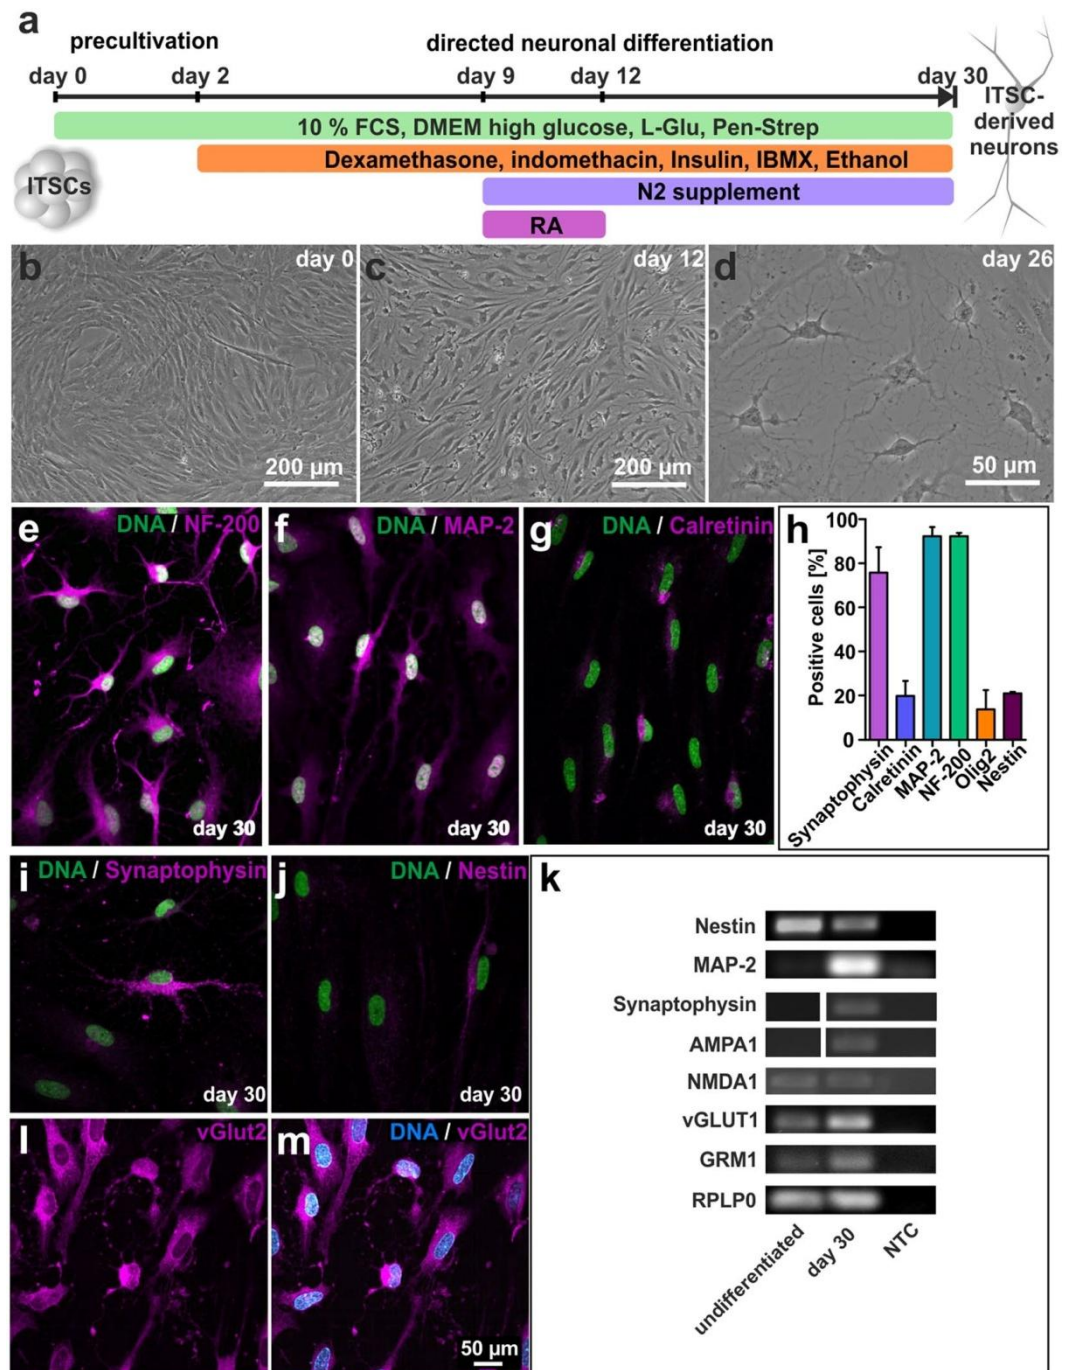 a
precultivation
directed neuronal differentiation
day 0
day 2
day 9
day 12
day 30
ITSC-
derived
neurons
10 % FCS, DMEM high glucose, L-Glu, Pen-Strep
Dexamethasone, indomethacin, Insulin, IBMX, Ethanol
ITSCs
N2 supplement
RA
b
day 0
c
day 12
d
day 26
200 µm
200 µm
50 µm
e
DNA / NF-200
f
DNA / MAP-2
g
DNA / Calretinin
day 30
day 30
day 30
h
Positive cells [%]
100
80
60
40
20
0
Synaptophysin
Calretinin
MAP-2
NF-200
Olig2
Nestin
i
DNA / Synaptophysin
day 30
j
DNA / Nestin
day 30
k
Nestin
MAP-2
Synaptophysin
AMPA1
NMDA1
vGLUT1
GRM1
RPLP0
undifferentiated
day 30
NTC
l
vGlut2
m
DNA / vGlut2
50 µm